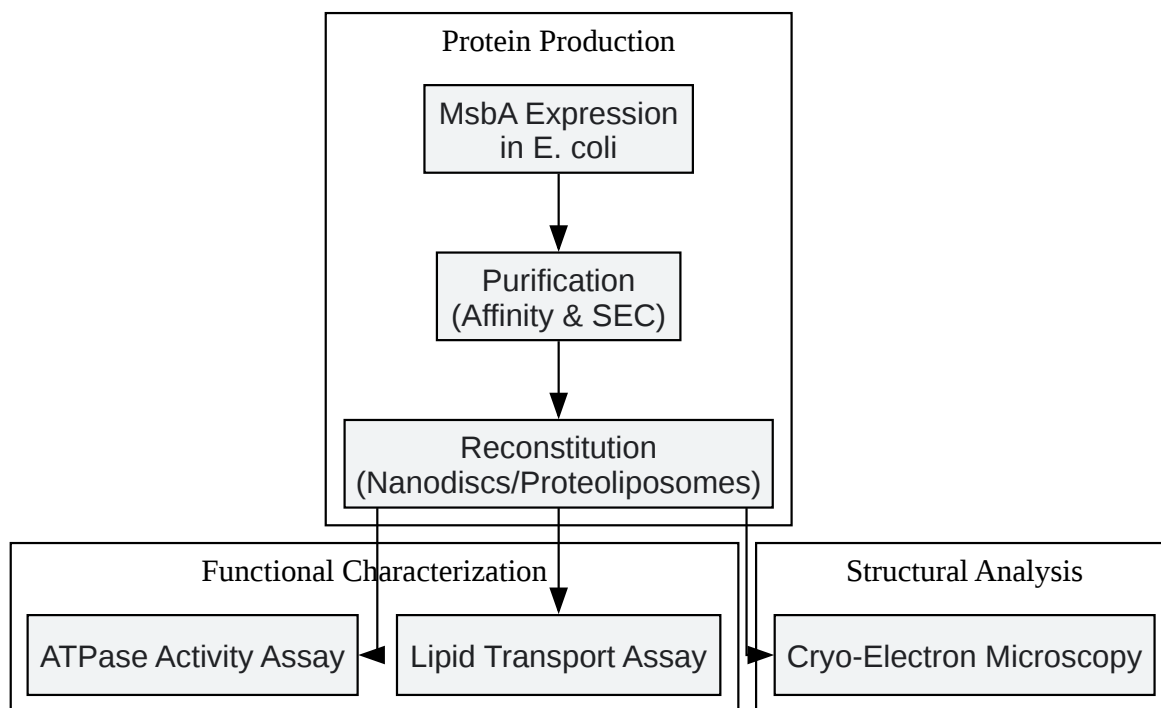 Protein Production
MsbA Expression
in E. coli
Purification
(Affinity & SEC)
Reconstitution
(Nanodiscs/Proteoliposomes)
Functional Characterization
Structural Analysis
ATPase Activity Assay
Lipid Transport Assay
Cryo-Electron Microscopy